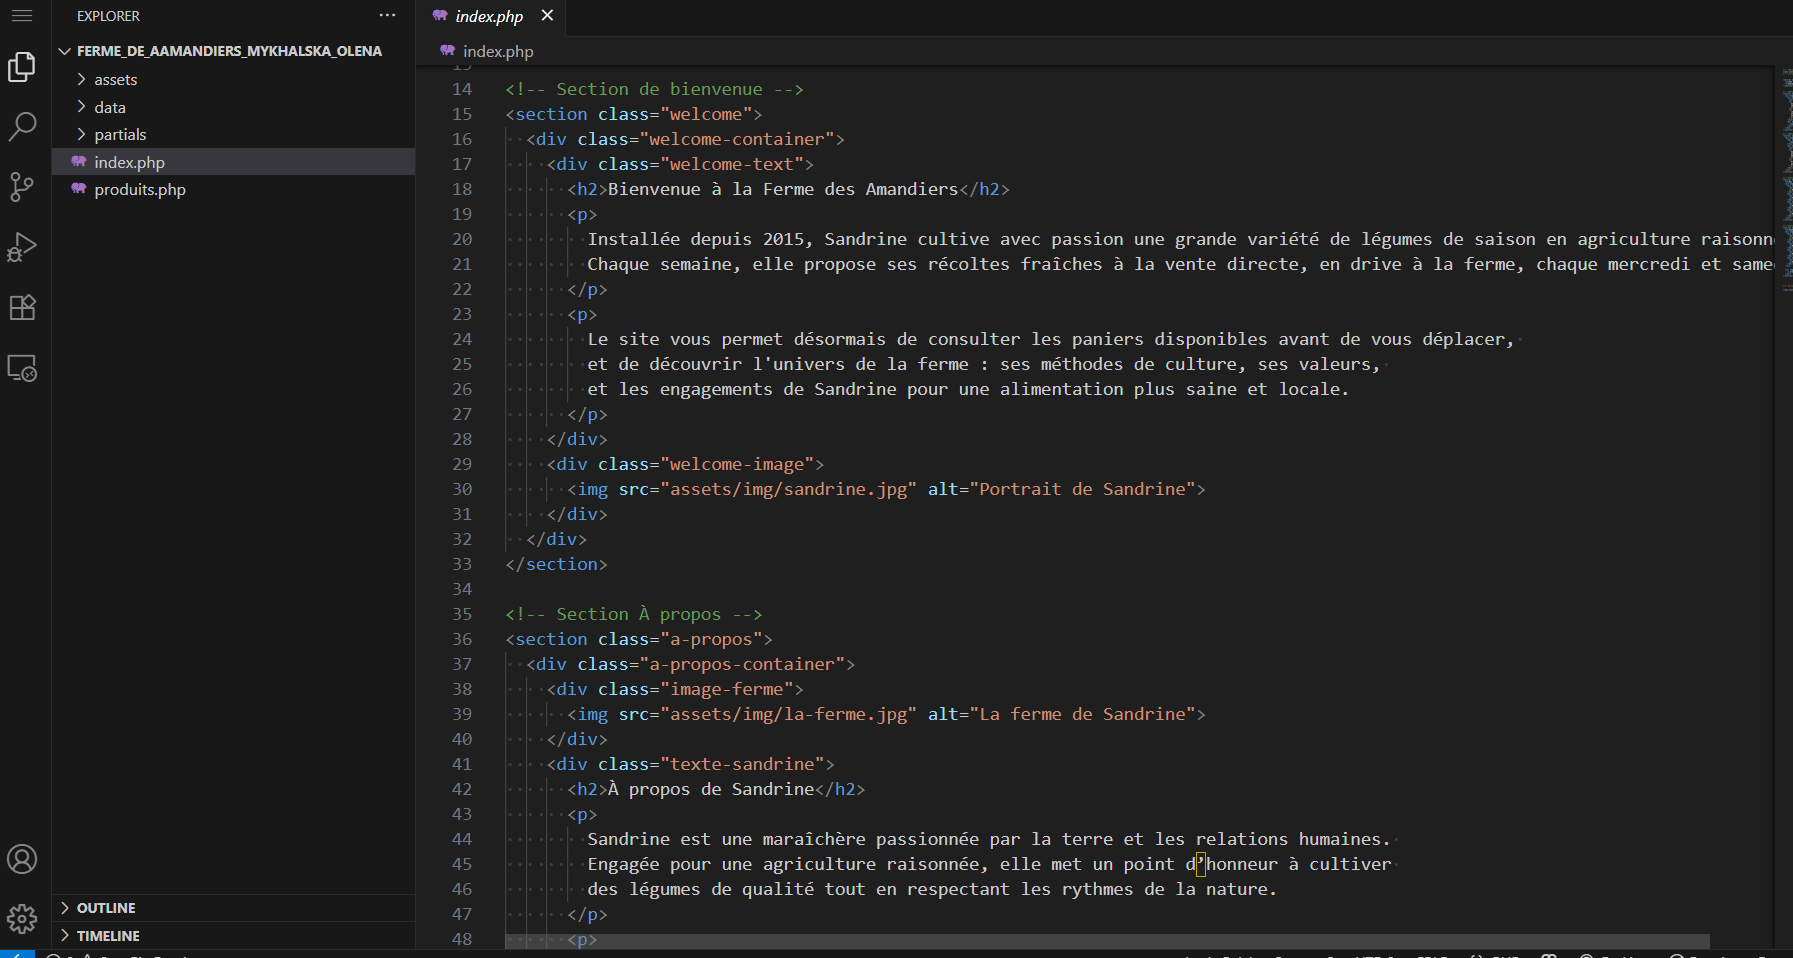 EXPLORER
FERME_DE_AAMANDIERS_MYKHALSKA_OLENA
assets
data
partials
index.php
produits.php
OUTLINE
TIMELINE
index.php
index.php
14 <!-- Section de bienvenue -->
15 <section class="welcome">
16 <div class="welcome-container">
17 <div class="welcome-text">
18 <h2>Bienvenue à la Ferme des Amandiers</h2>
19 <p>
20 Installée depuis 2015, Sandrine cultive avec passion une grande variété de légumes de saison en agriculture
21 Chaque semaine, elle propose ses récoltes fraîches à la vente directe, en drive à la ferme, chaque mercredi et
22 </p>
23 <p>
24 Le site vous permet désormais de consulter les paniers disponibles avant de vous déplacer,
25 et de découvrir l'univers de la ferme : ses méthodes de culture, ses valeurs,
26 et les engagements de Sandrine pour une alimentation plus saine et locale.
27 </p>
28 </div>
29 <div class="welcome-image">
30 <img src="assets/img/sandrine.jpg" alt="Portrait de Sandrine">
31 </div>
32 </div>
33 </section>
34
35 <!-- Section À propos -->
36 <section class="a-propos">
37 <div class="a-propos-container">
38 <div class="image-ferme">
39 <img src="assets/img/la-ferme.jpg" alt="La ferme de Sandrine">
40 </div>
41 <div class="texte-sandrine">
42 <h2>À propos de Sandrine</h2>
43 <p>
44 Sandrine est une maraîchère passionnée par la terre et les relations humaines.
45 Engagée pour une agriculture raisonnée, elle met un point d’honneur à cultiver
46 des légumes de qualité tout en respectant les rythmes de la nature.
47 </p>
48 <p>